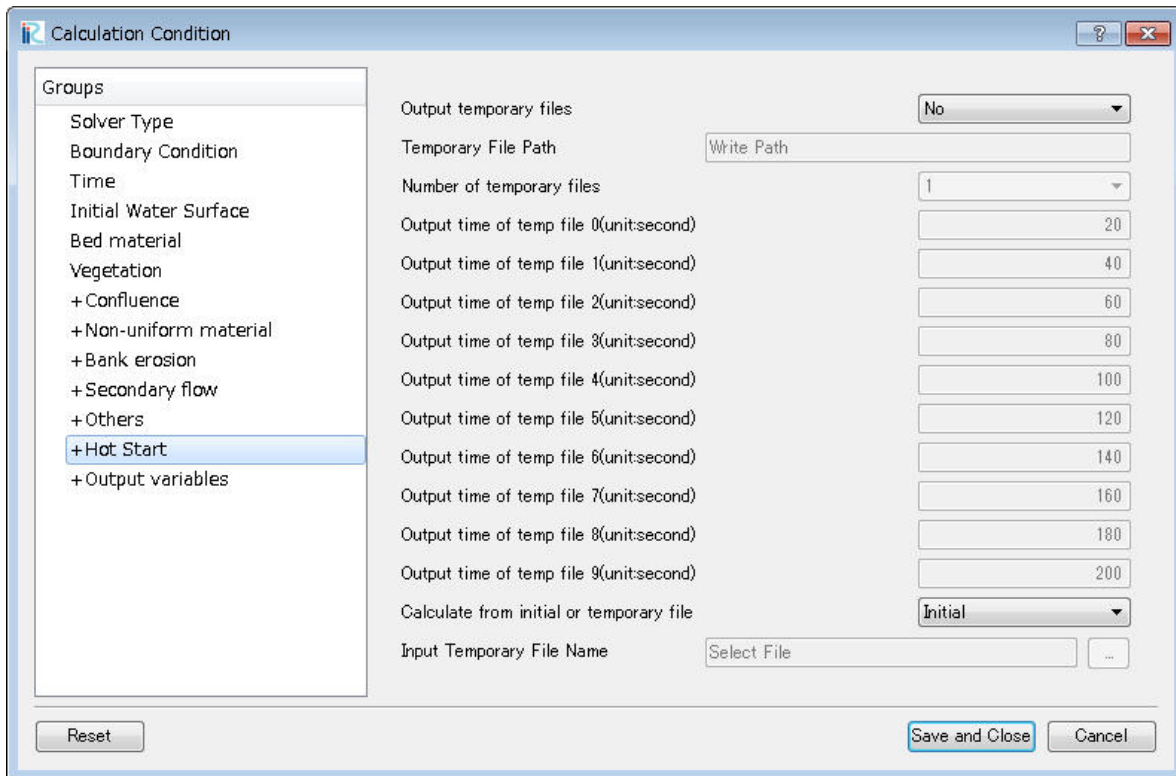 Calculation Condition
Groups
Solver Type
Boundary Condition
Time
Initial Water Surface
Bed material
Vegetation
+Confluence
+Non-uniform material
+Bank erosion
+Secondary flow
+Others
+Hot Start
+Output variables
Output temporary files No
Temporary File Path Write Path
Number of temporary files 1
Output time of temp file 0(unit:second) 20
Output time of temp file 1(unit:second) 40
Output time of temp file 2(unit:second) 60
Output time of temp file 3(unit:second) 80
Output time of temp file 4(unit:second) 100
Output time of temp file 5(unit:second) 120
Output time of temp file 6(unit:second) 140
Output time of temp file 7(unit:second) 160
Output time of temp file 8(unit:second) 180
Output time of temp file 9(unit:second) 200
Calculate from initial or temporary file Initial
Input Temporary File Name Select File ...
Reset Save and Close Cancel